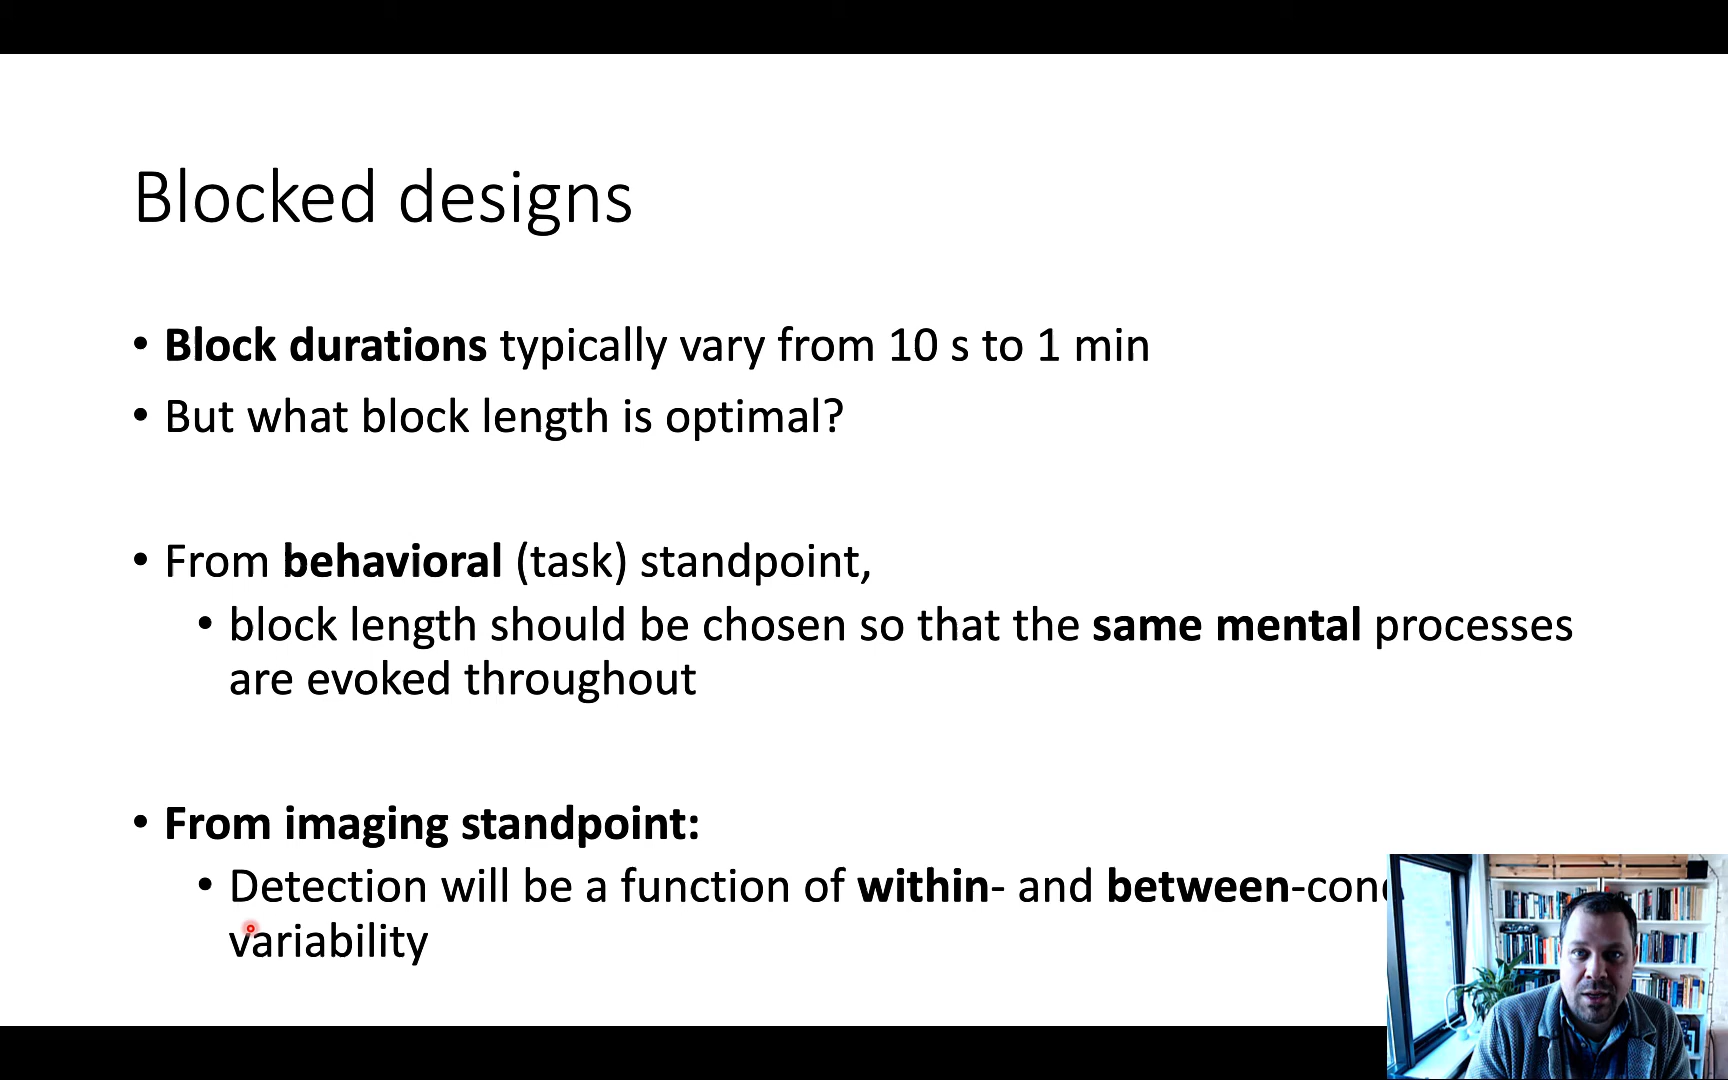 Blocked designs
• Block durations typically vary from 10 s to 1 min
• But what block length is optimal?
• From behavioral (task) standpoint,
• block length should be chosen so that the same mental processes
are evoked throughout
• From imaging standpoint:
• Detection will be a function of within- and between-con
variability